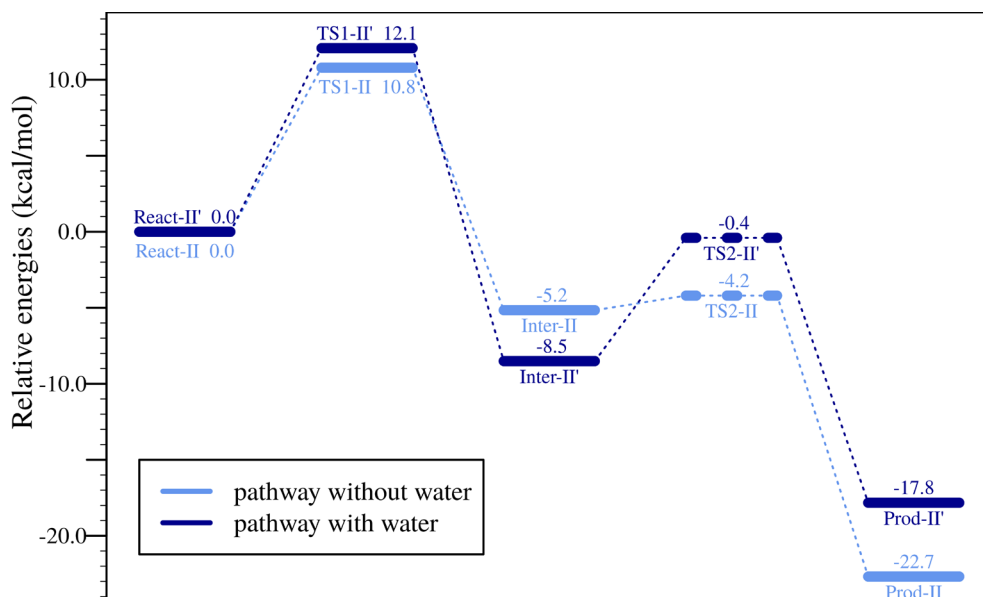 Relative energies (kcal/mol)
10.0
0.0
-10.0
-20.0
TS1-II' 12.1
TS1-II 10.8
React-II' 0.0
React-II 0.0
-5.2
Inter-II
-8.5
Inter-II'
-0.4
TS2-II'
-4.2
TS2-II
-17.8
Prod-II'
-22.7
Prod-II
pathway without water
pathway with water